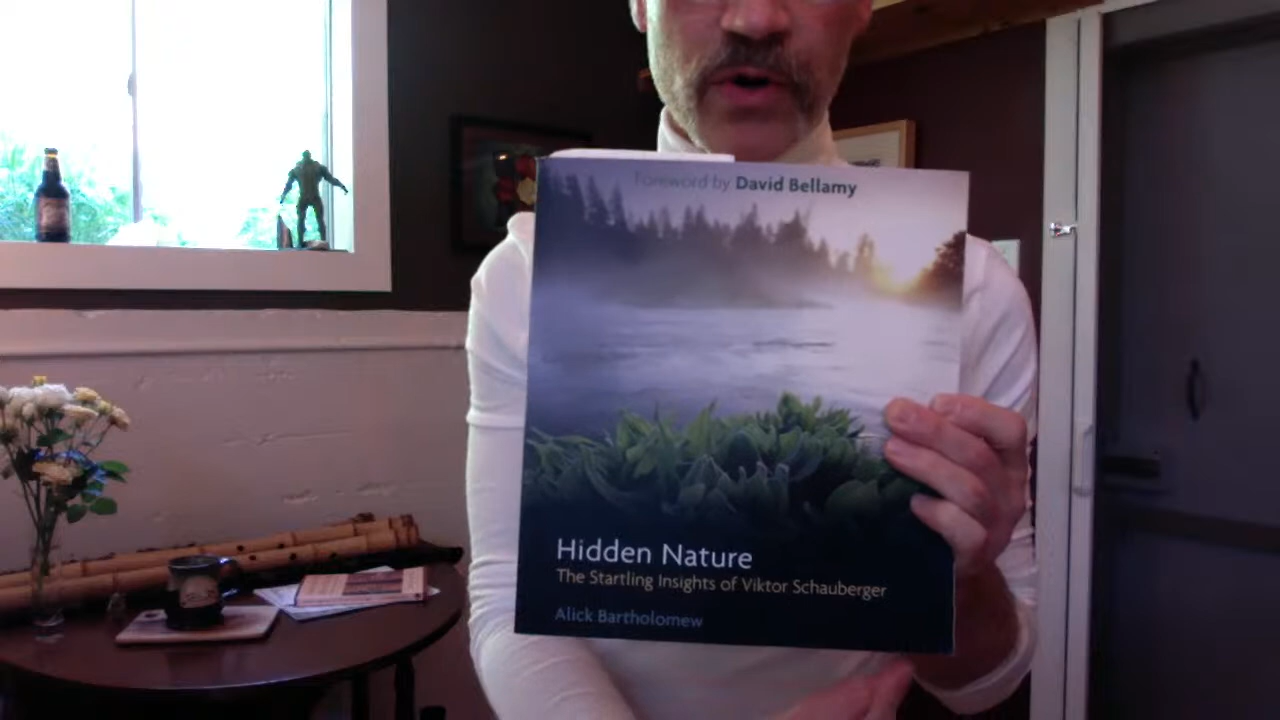 Foreword by David Bellamy
Hidden Nature
The Startling Insights of Viktor Schauberger
Alick Bartholomew